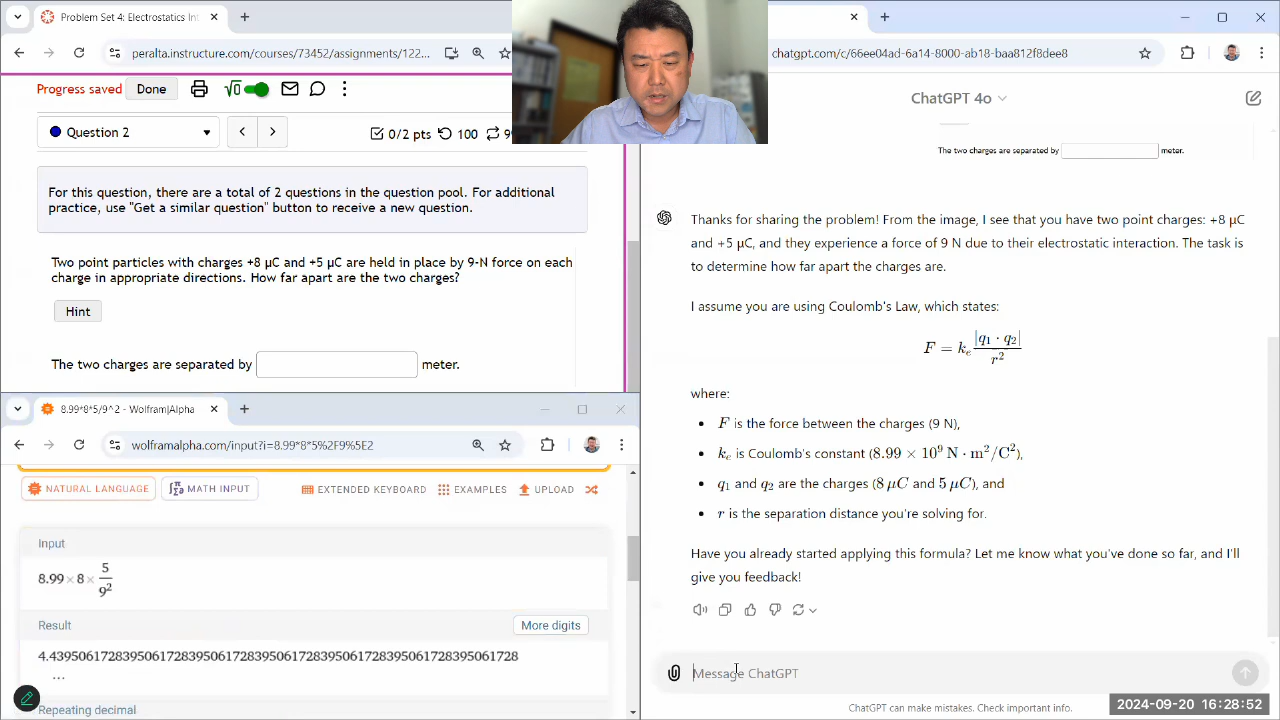 Problem Set 4: Electrostatics Int
peralta.instructure.com/courses/73452/assignments/122...
Progress saved
Done
Question 2
0/2 pts
100
For this question, there are a total of 2 questions in the question pool. For additional
practice, use "Get a similar question" button to receive a new question.
Two point particles with charges +8 μC and +5 μC are held in place by 9-N force on each
charge in appropriate directions. How far apart are the two charges?
Hint
The two charges are separated by
meter.
8.99*8*5/9^2 - Wolfram|Alpha
wolframalpha.com/input?i=8.99*8*5%2F9%5E2
NATURAL LANGUAGE
MATH INPUT
EXTENDED KEYBOARD
EXAMPLES
UPLOAD
Input
8.99 × 8 × 5/9²
Result
More digits
4.4395061728395061728395061728395061728395061728395061728
...
Repeating decimal
chatgpt.com/c/66ee04ad-6a14-8000-ab18-baa812f8dee8
ChatGPT 4o
The two charges are separated by
meter.
Thanks for sharing the problem! From the image, I see that you have two point charges: +8 μC
and +5 μC, and they experience a force of 9 N due to their electrostatic interaction. The task is
to determine how far apart the charges are.
I assume you are using Coulomb's Law, which states:
F = kₑ |q₁ · q₂| / r²
where:
• F is the force between the charges (9 N),
• kₑ is Coulomb's constant (8.99 × 10⁹ N · m²/C²),
• q₁ and q₂ are the charges (8 μC and 5 μC), and
• r is the separation distance you're solving for.
Have you already started applying this formula? Let me know what you've done so far, and I'll
give you feedback!
Message ChatGPT
ChatGPT can make mistakes. Check important info.
2024-09-20 16:28:52